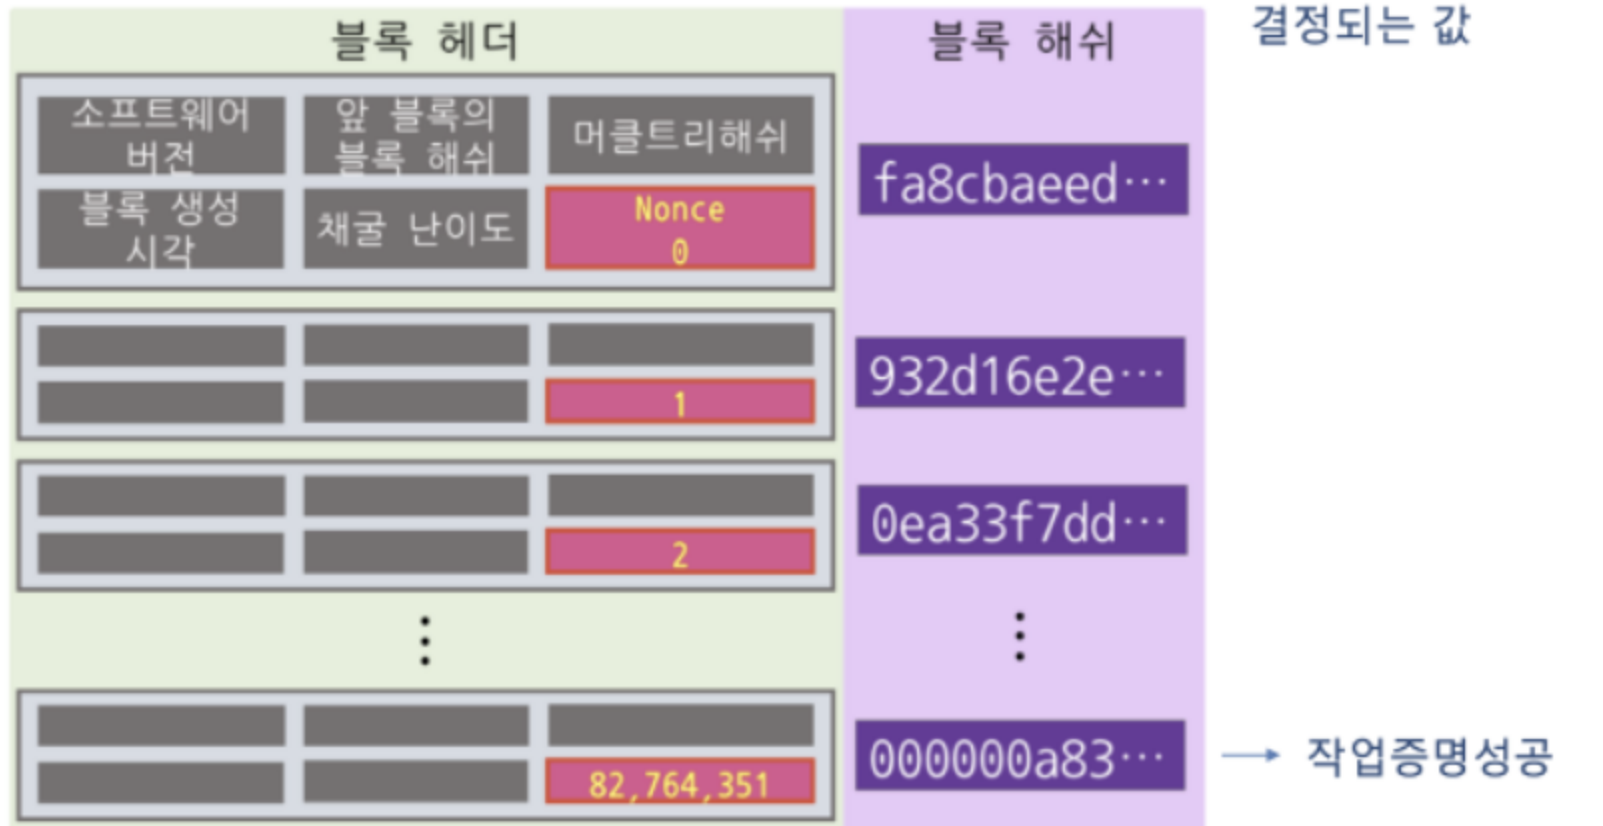 블록 헤더
블록 해쉬
결정되는 값
소프트웨어
버전
앞 블록의
블록 해쉬
머클트리해쉬
블록 생성
시각
채굴 난이도
Nonce
0
fa8cbaeed···
1
932d16e2e···
2
0ea33f7dd···
82,764,351
000000a83···
작업증명성공